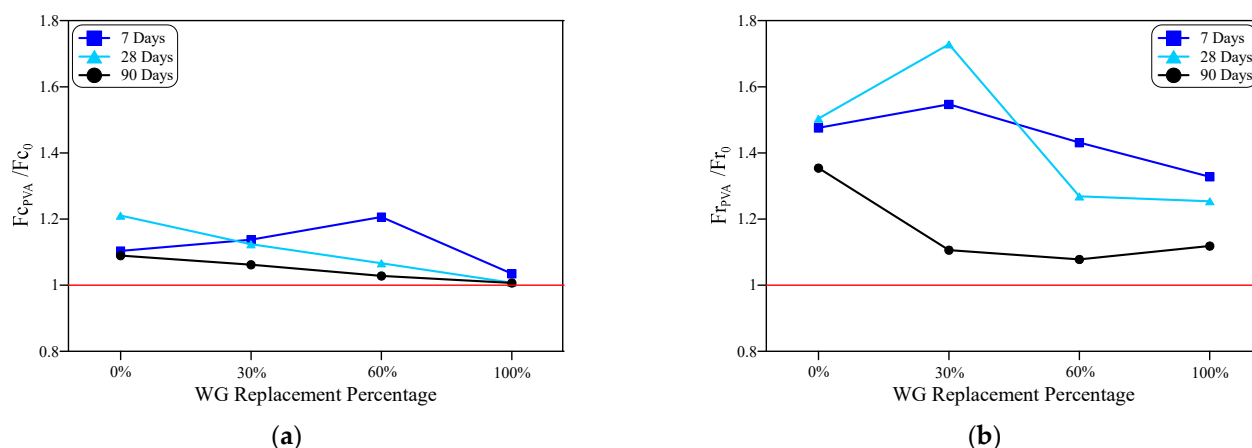 1.8
1.6
1.4
1.2
1
0.8
Fc_PVA /Fc_0
7 Days
28 Days
90 Days
0% 30% 60% 100%
WG Replacement Percentage
(a)
1.8
1.6
1.4
1.2
1
0.8
Fr_PVA /Fr_0
7 Days
28 Days
90 Days
0% 30% 60% 100%
WG Replacement Percentage
(b)